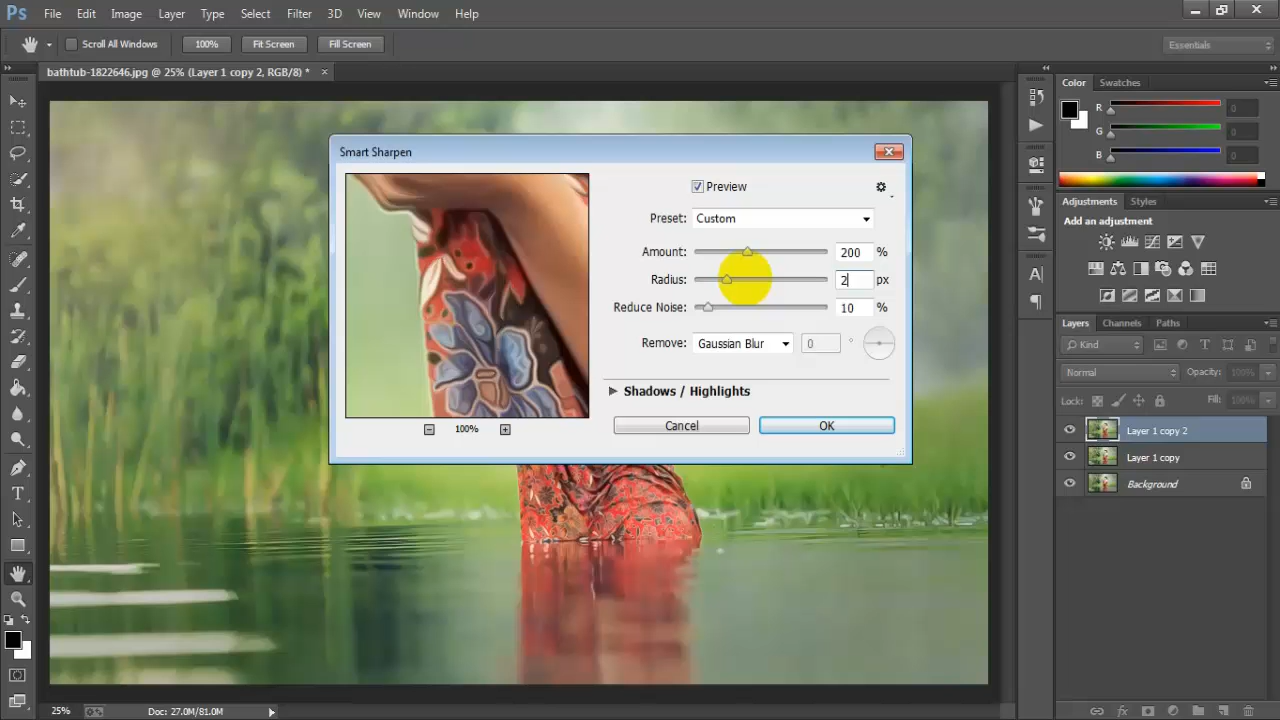 Ps File Edit Image Layer Type Select Filter 3D View Window Help
Scroll All Windows 100% Fit Screen Fill Screen Essentials
bathtub-1822646.jpg @ 25% (Layer 1 copy 2, RGB/8) * ×
Color Swatches
R 0
G 0
B 0
Smart Sharpen
Preview
Preset: Custom
Amount: 200 %
Radius: 2 px
Reduce Noise: 10 %
Remove: Gaussian Blur 0 °
Shadows / Highlights
Cancel OK
100%
Adjustments Styles
Add an adjustment
Layers Channels Paths
Kind
Normal Opacity: 100%
Lock: Fill: 100%
Layer 1 copy 2
Layer 1 copy
Background
25% Doc: 27.0M/81.0M